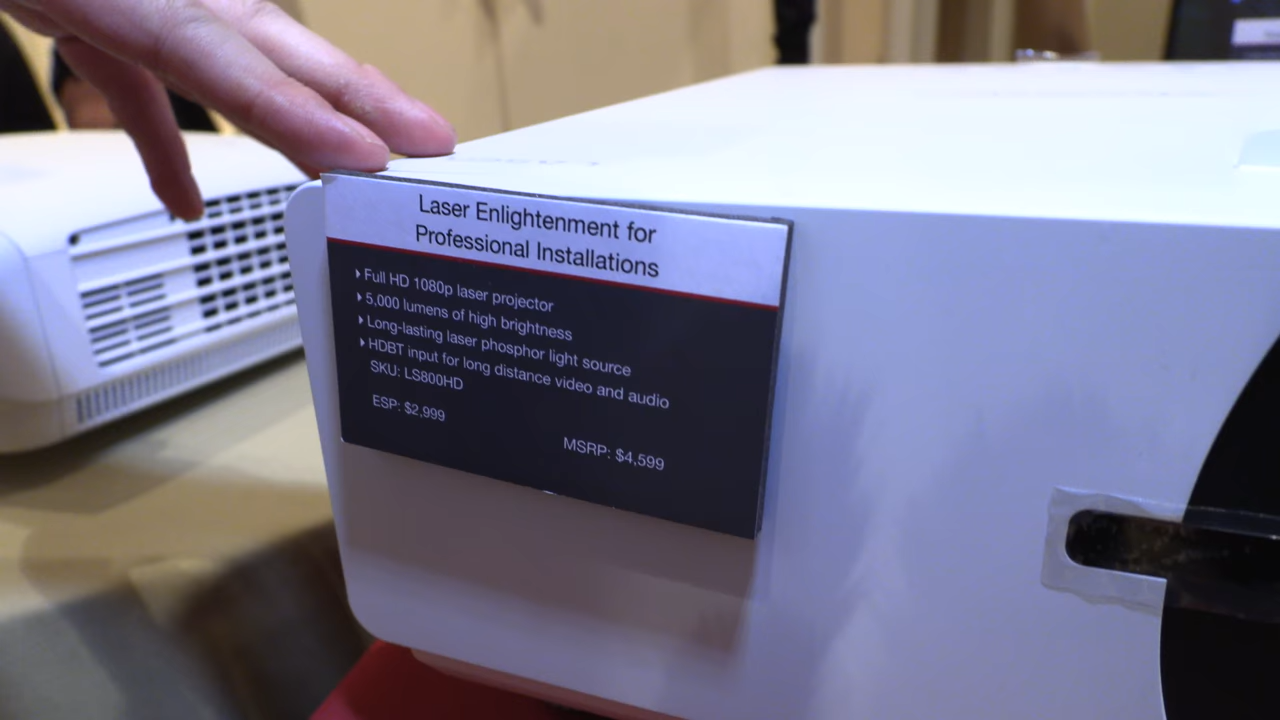 Laser Enlightenment for
Professional Installations
Full HD 1080p laser projector
5,000 lumens of high brightness
Long-lasting laser phosphor light source
HDBT input for long distance video and audio
SKU: LS800HD
ESP: $2,999
MSRP: $4,599